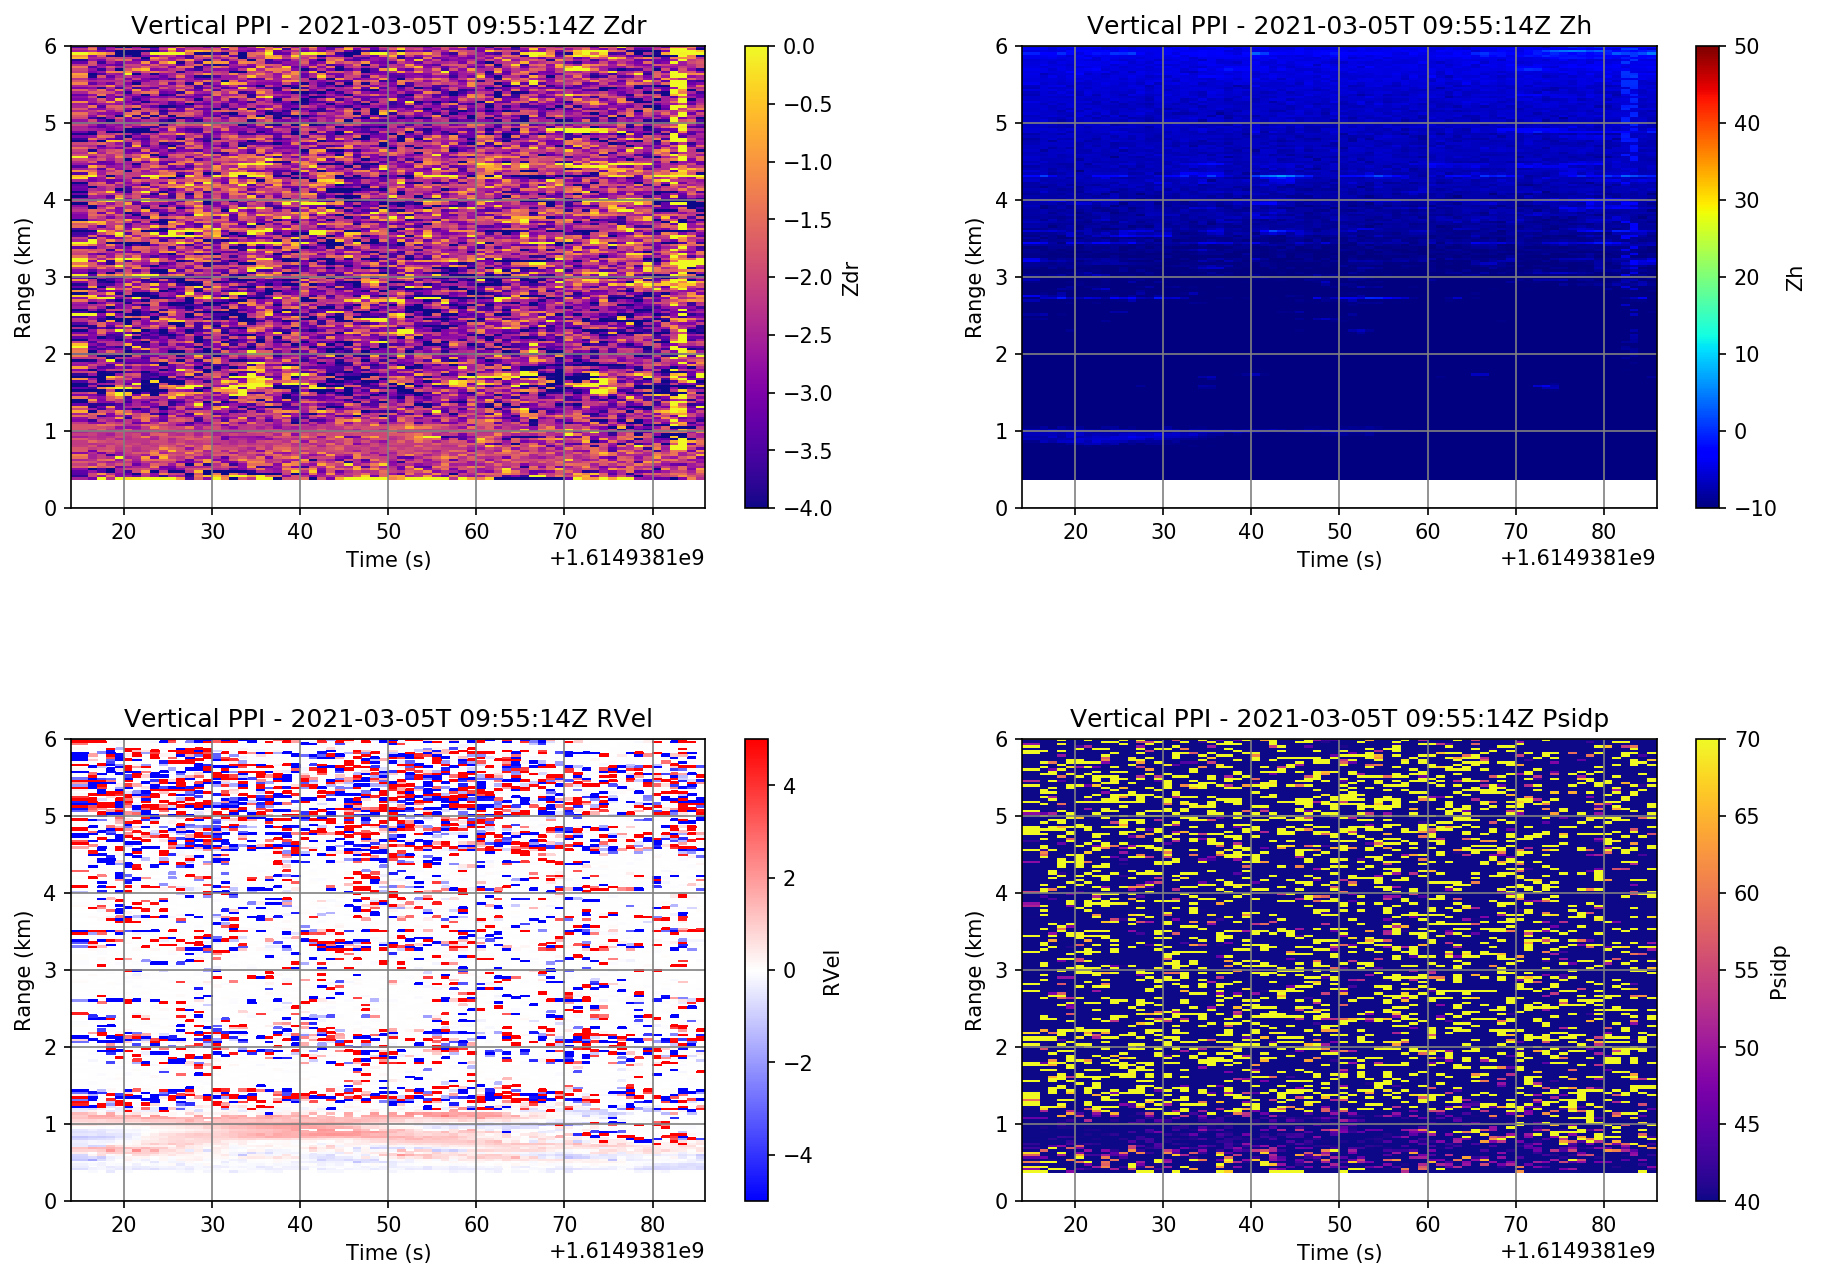 Vertical PPI - 2021-03-05T 09:55:14Z Zdr
6
5
4
3
2
1
0
Range (km)
20 30 40 50 60 70 80
Time (s)
+1.6149381e9
0.0
−0.5
−1.0
−1.5
−2.0
−2.5
−3.0
−3.5
−4.0
Zdr
Vertical PPI - 2021-03-05T 09:55:14Z Zh
6
5
4
3
2
1
0
Range (km)
20 30 40 50 60 70 80
Time (s)
+1.6149381e9
50
40
30
20
10
0
−10
Zh
Vertical PPI - 2021-03-05T 09:55:14Z RVel
6
5
4
3
2
1
0
Range (km)
20 30 40 50 60 70 80
Time (s)
+1.6149381e9
4
2
0
−2
−4
RVel
Vertical PPI - 2021-03-05T 09:55:14Z Psidp
6
5
4
3
2
1
0
Range (km)
20 30 40 50 60 70 80
Time (s)
+1.6149381e9
70
65
60
55
50
45
40
Psidp